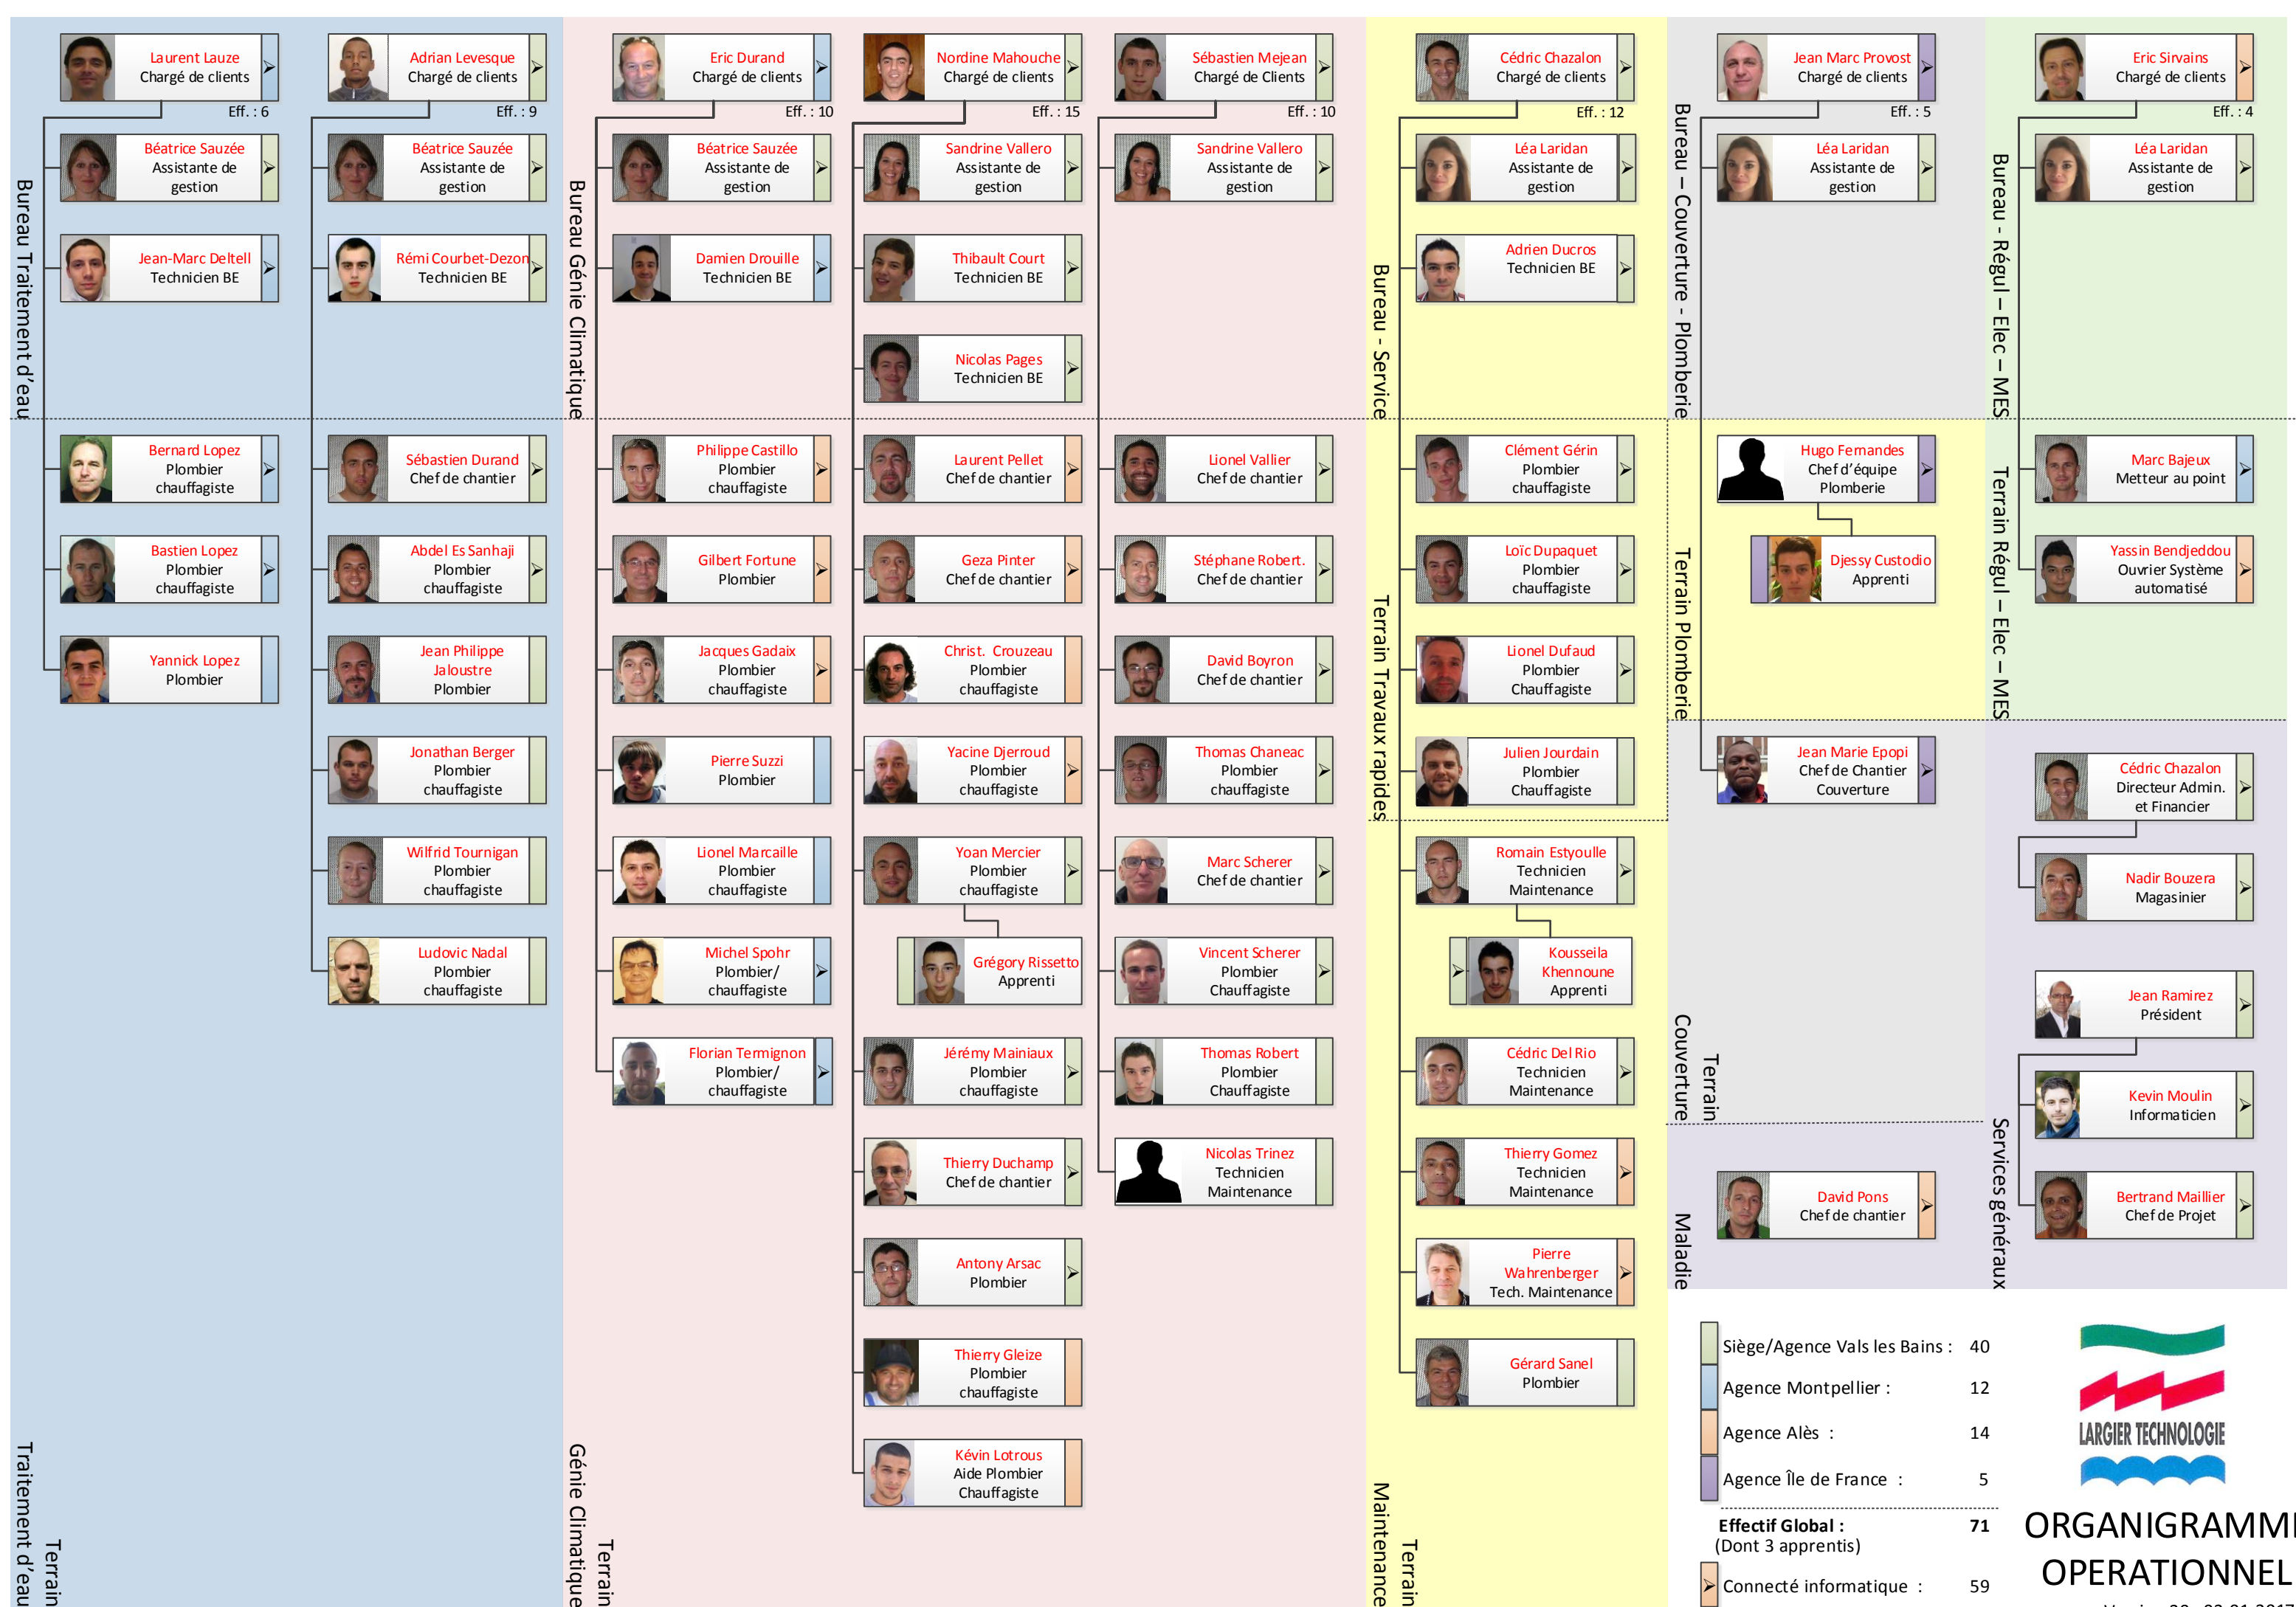 Laurent Lauze
Chargé de clients
Eff. : 6
Béatrice Sauzée
Assistante de
gestion
Jean-Marc Deltell
Technicien BE
Bureau Traitement d'eau
Bernard Lopez
Plombier
chauffagiste
Bastien Lopez
Plombier
chauffagiste
Yannick Lopez
Plombier
Adrian Levesque
Chargé de clients
Eff. : 9
Béatrice Sauzée
Assistante de
gestion
Rémi Courbet-Dezon
Technicien BE
Sébastien Durand
Chef de chantier
Abdel Es Sanhaji
Plombier
chauffagiste
Jean Philippe
Jaloustre
Plombier
Jonathan Berger
Plombier
chauffagiste
Wilfrid Tournigan
Plombier
chauffagiste
Ludovic Nadal
Plombier
chauffagiste
Terrain
Traitement d'eau
Eric Durand
Chargé de clients
Eff. : 10
Béatrice Sauzée
Assistante de
gestion
Damien Drouille
Technicien BE
Bureau Génie Climatique
Philippe Castillo
Plombier
chauffagiste
Gilbert Fortune
Plombier
Jacques Gadaix
Plombier
chauffagiste
Pierre Suzzi
Plombier
Lionel Marcaille
Plombier
chauffagiste
Michel Spohr
Plombier/
chauffagiste
Florian Termignon
Plombier/
chauffagiste
Nordine Mahouche
Chargé de clients
Eff. : 15
Sandrine Vallero
Assistante de
gestion
Thibault Court
Technicien BE
Nicolas Pages
Technicien BE
Laurent Pellet
Chef de chantier
Geza Pinter
Chef de chantier
Christ. Crouzeau
Plombier
chauffagiste
Yacine Djerroud
Plombier
chauffagiste
Yoan Mercier
Plombier
chauffagiste
Grégory Rissetto
Apprenti
Jérémy Mainiaux
Plombier
chauffagiste
Thierry Duchamp
Chef de chantier
Antony Arsac
Plombier
Thierry Gleize
Plombier
chauffagiste
Kévin Lotrous
Aide Plombier
Chauffagiste
Sébastien Mejean
Chargé de Clients
Eff. : 10
Sandrine Vallero
Assistante de
gestion
Lionel Vallier
Chef de chantier
Stéphane Robert.
Chef de chantier
David Boyron
Chef de chantier
Thomas Chaneac
Plombier
chauffagiste
Marc Scherer
Chef de chantier
Vincent Scherer
Plombier
Chauffagiste
Thomas Robert
Plombier
Chauffagiste
Nicolas Trinez
Technicien
Maintenance
Terrain
Génie Climatique
Cédric Chazalon
Chargé de clients
Eff. : 12
Léa Laridan
Assistante de
gestion
Adrien Ducros
Technicien BE
Bureau - Service
Clément Gérin
Plombier
chauffagiste
Loïc Dupaquet
Plombier
chauffagiste
Lionel Dufaud
Plombier
Chauffagiste
Julien Jourdain
Plombier
Chauffagiste
Terrain Travaux rapides
Romain Estyoulle
Technicien
Maintenance
Kousseila
Khennoune
Apprenti
Cédric Del Rio
Technicien
Maintenance
Thierry Gomez
Technicien
Maintenance
Pierre
Wahrenberger
Tech. Maintenance
Gérard Sanel
Plombier
Terrain
Maintenance
Jean Marc Provost
Chargé de clients
Eff. : 5
Léa Laridan
Assistante de
gestion
Bureau – Couverture - Plomberie
Hugo Fernandes
Chef d'équipe
Plomberie
Djessy Custodio
Apprenti
Terrain Plomberie
Jean Marie Epopi
Chef de Chantier
Couverture
Terrain
Couverture
David Pons
Chef de chantier
Maladie
Eric Sirvains
Chargé de clients
Eff. : 4
Léa Laridan
Assistante de
gestion
Bureau - Régul – Elec – MES
Marc Bajeux
Metteur au point
Yassin Bendjeddou
Ouvrier Système
automatisé
Terrain Régul – Elec – MES
Cédric Chazalon
Directeur Admin.
et Financier
Nadir Bouzera
Magasinier
Jean Ramirez
Président
Kevin Moulin
Informaticien
Bertrand Maillier
Chef de Projet
Services généraux
Siège/Agence Vals les Bains : 40
Agence Montpellier : 12
Agence Alès : 14
Agence Île de France : 5
Effectif Global : 71
(Dont 3 apprentis)
Connecté informatique : 59
LARGIER TECHNOLOGIE
ORGANIGRAMM
OPERATIONNEL